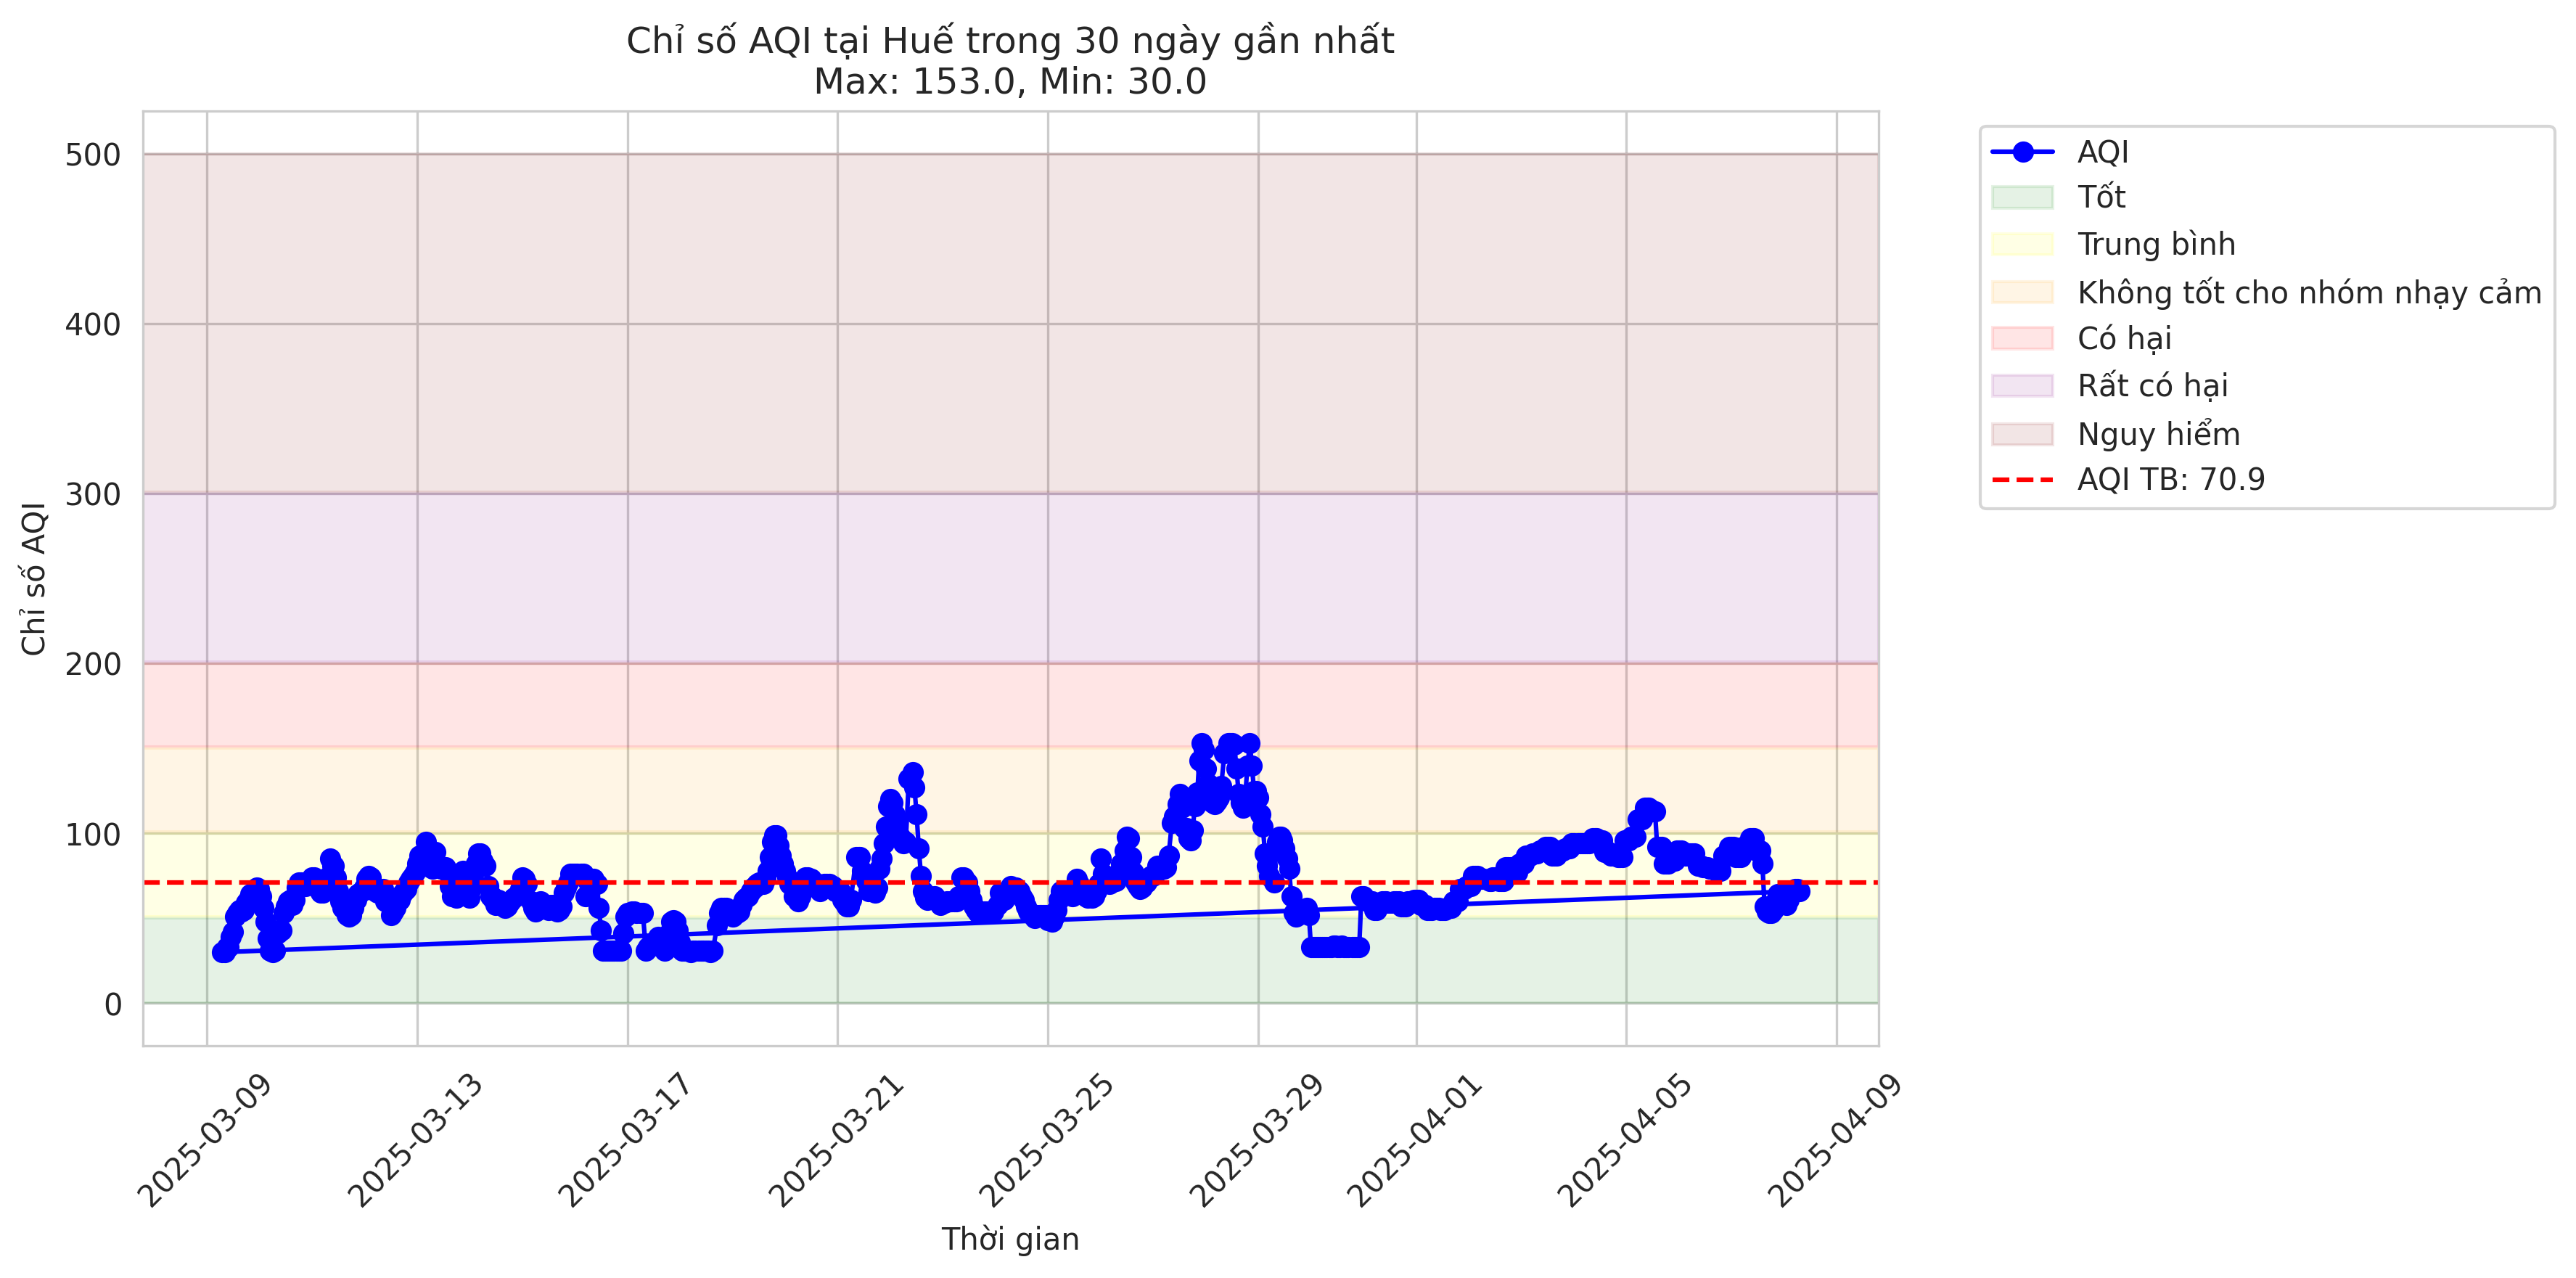 Chỉ số AQI tại Huế trong 30 ngày gần nhất
Max: 153.0, Min: 30.0
Chỉ số AQI
500
400
300
200
100
0
2025-03-09
2025-03-13
2025-03-17
2025-03-21
2025-03-25
2025-03-29
2025-04-01
2025-04-05
2025-04-09
Thời gian
AQI
Tốt
Trung bình
Không tốt cho nhóm nhạy cảm
Có hại
Rất có hại
Nguy hiểm
AQI TB: 70.9